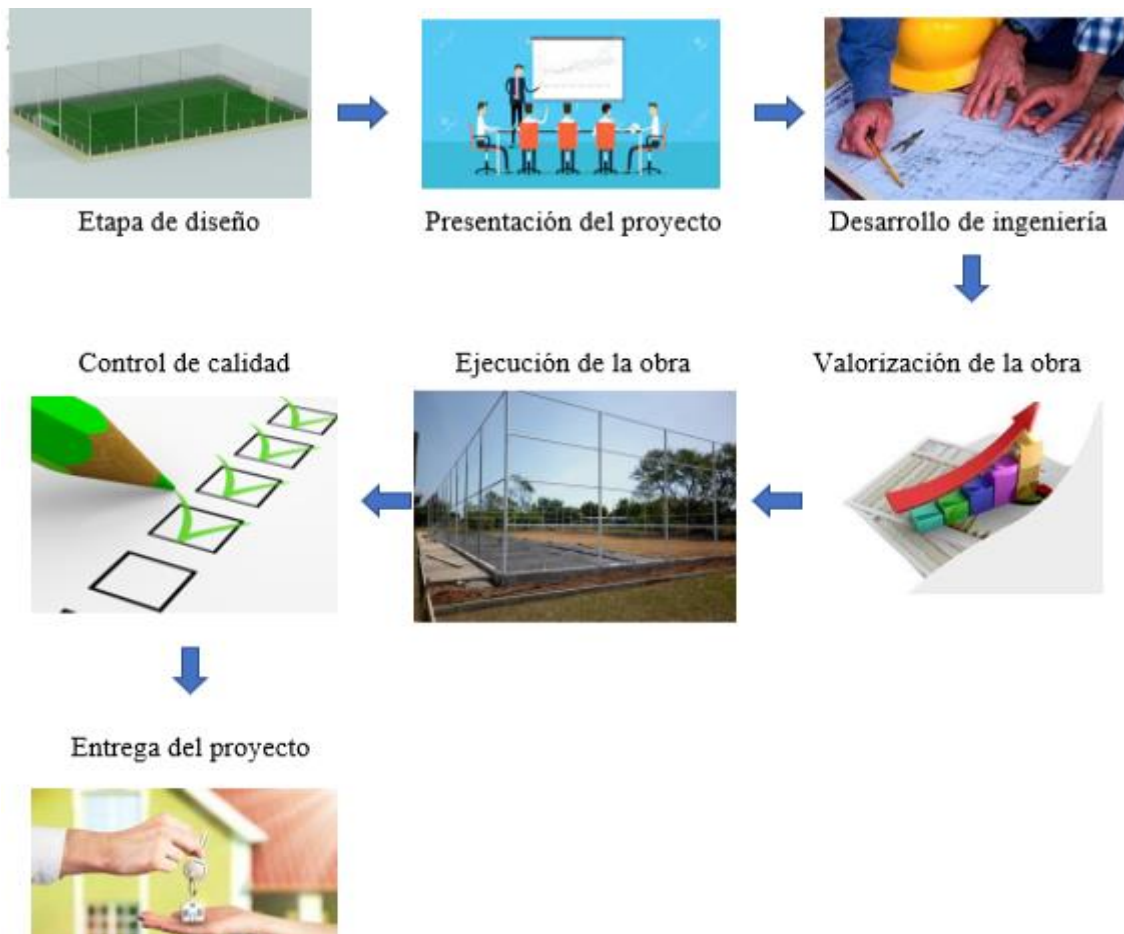 Etapa de diseño
Presentación del proyecto
Desarrollo de ingeniería
Valorización de la obra
Ejecución de la obra
Control de calidad
Entrega del proyecto